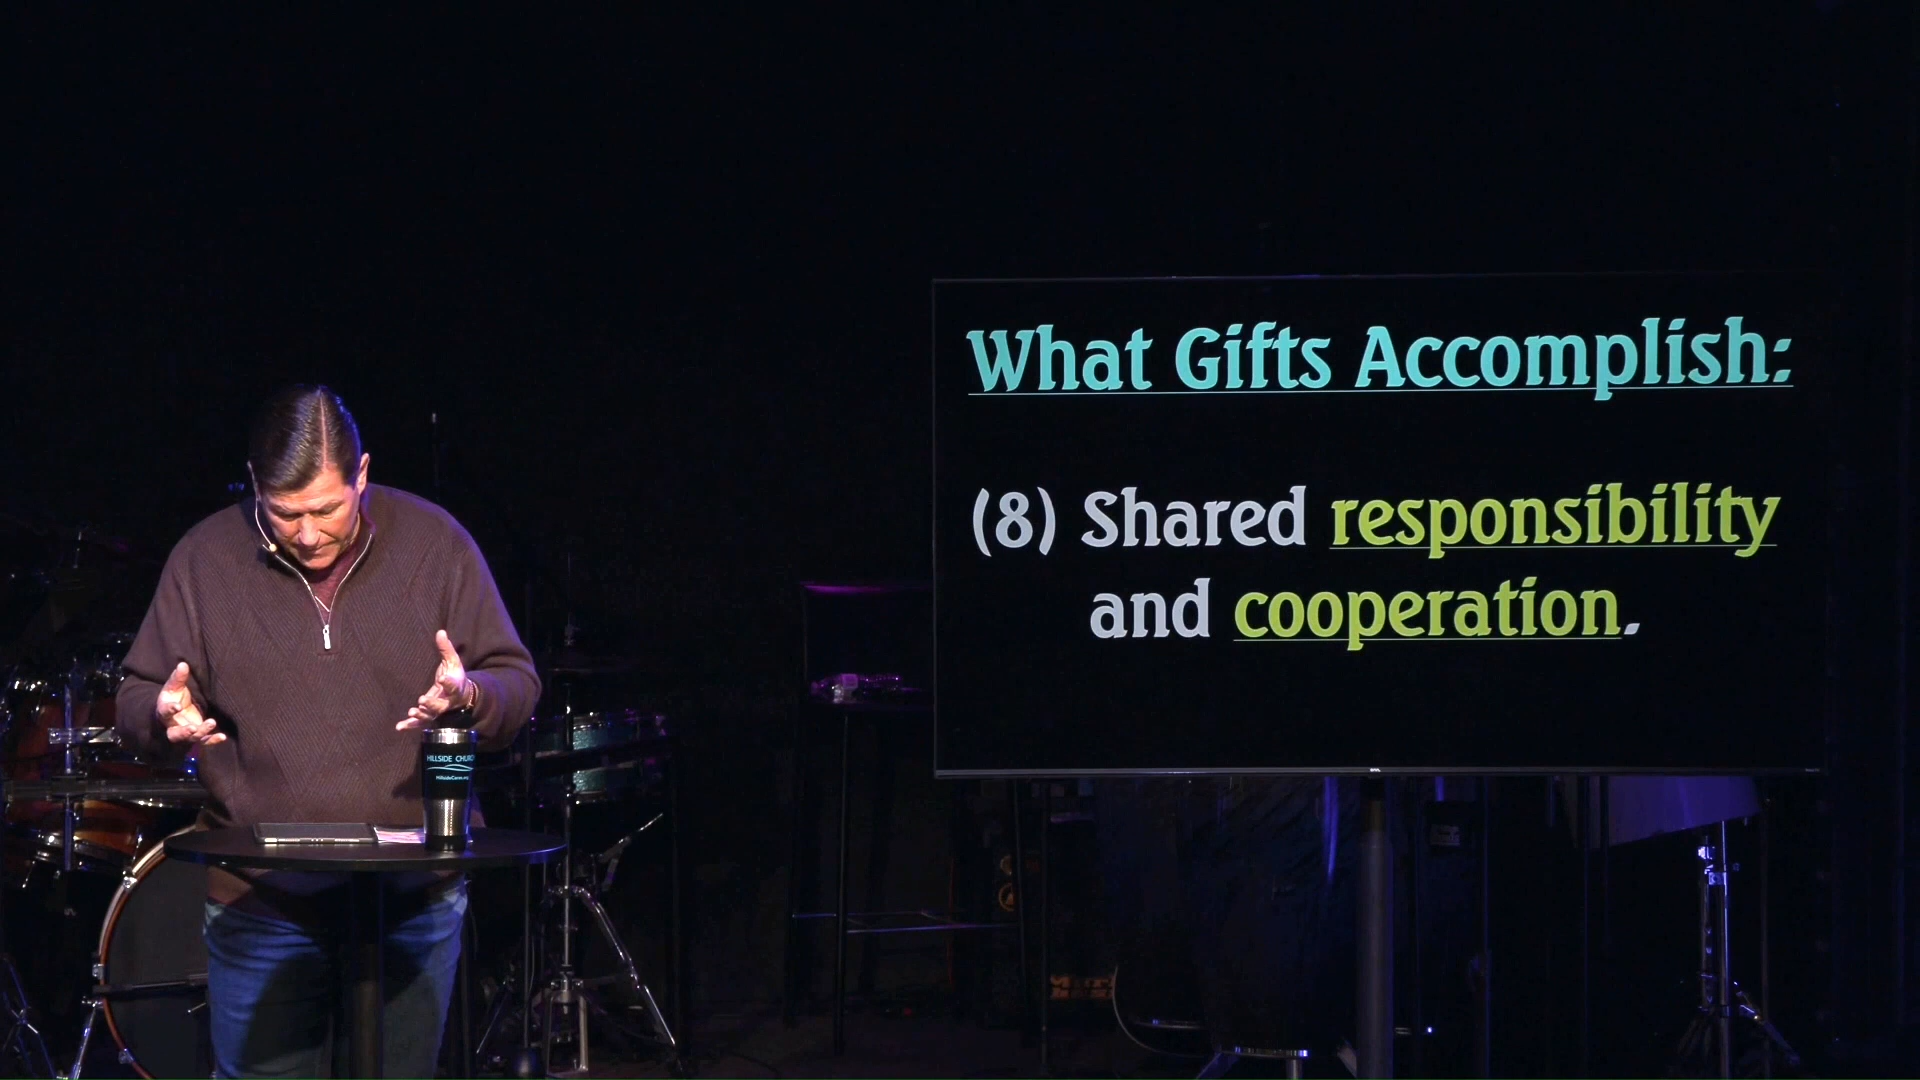 What Gifts Accomplish:
(8) Shared responsibility
and cooperation.
HILLSIDE CHURCH